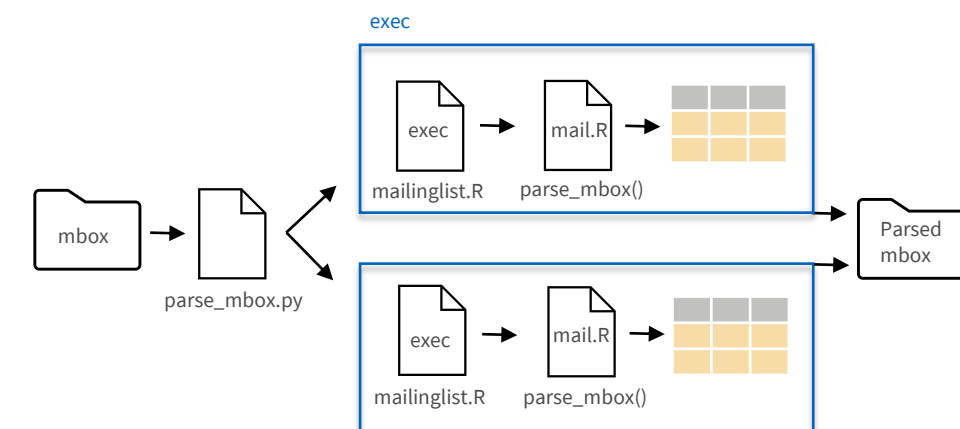 exec
exec
mail.R
mailinglist.R
parse_mbox()
mbox
parse_mbox.py
Parsed
mbox
exec
mail.R
mailinglist.R
parse_mbox()